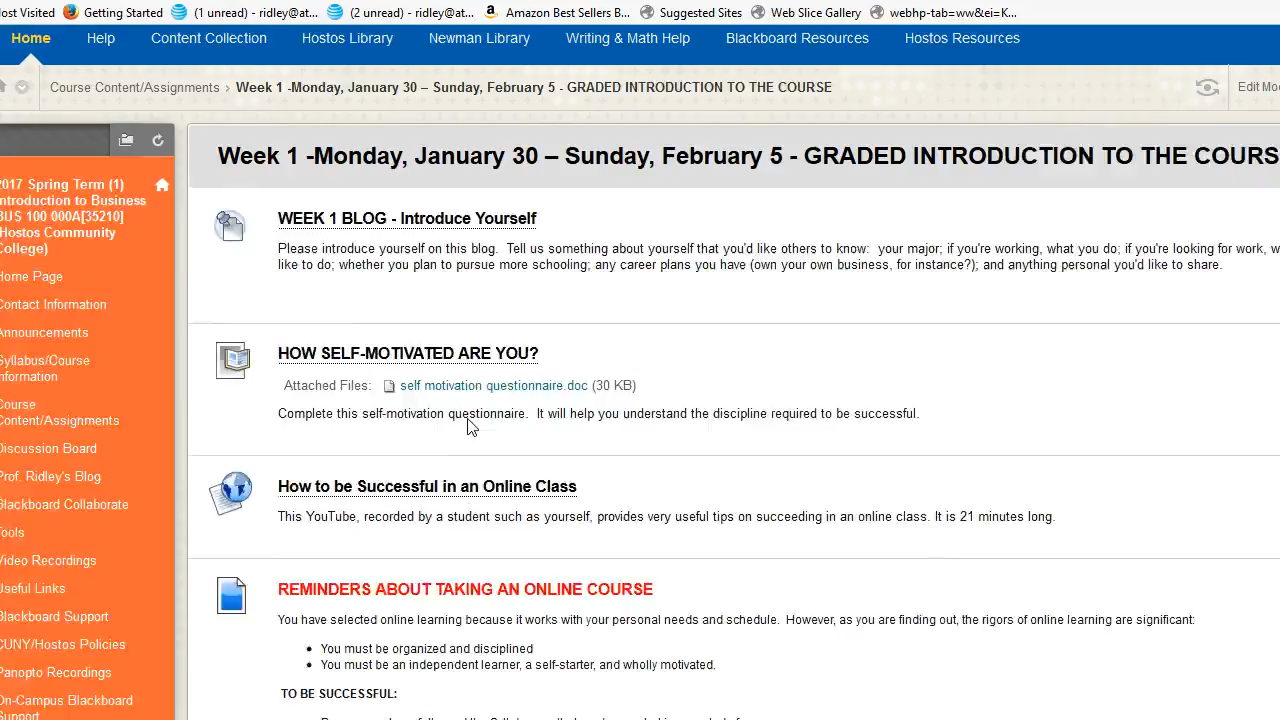 ost Visited Getting Started (1 unread) - ridley@at... (2 unread) - ridley@at... Amazon Best Sellers B... Suggested Sites Web Slice Gallery webhp-tab=ww&ei=K...
Home Help Content Collection Hostos Library Newman Library Writing & Math Help Blackboard Resources Hostos Resources
Course Content/Assignments › Week 1 -Monday, January 30 – Sunday, February 5 - GRADED INTRODUCTION TO THE COURSE Edit Mo
2017 Spring Term (1)
ntroduction to Business
BUS 100 000A[35210]
(Hostos Community
College)
Home Page
Contact Information
Announcements
Syllabus/Course
nformation
Course
Content/Assignments
Discussion Board
Prof. Ridley's Blog
Blackboard Collaborate
Tools
Video Recordings
Useful Links
Blackboard Support
CUNY/Hostos Policies
Panopto Recordings
On-Campus Blackboard
Support
Week 1 -Monday, January 30 – Sunday, February 5 - GRADED INTRODUCTION TO THE COURS
WEEK 1 BLOG - Introduce Yourself
Please introduce yourself on this blog. Tell us something about yourself that you'd like others to know: your major; if you're working, what you do; if you're looking for work, w
like to do; whether you plan to pursue more schooling; any career plans you have (own your own business, for instance?); and anything personal you'd like to share.
HOW SELF-MOTIVATED ARE YOU?
Attached Files: self motivation questionnaire.doc (30 KB)
Complete this self-motivation questionnaire. It will help you understand the discipline required to be successful.
How to be Successful in an Online Class
This YouTube, recorded by a student such as yourself, provides very useful tips on succeeding in an online class. It is 21 minutes long.
REMINDERS ABOUT TAKING AN ONLINE COURSE
You have selected online learning because it works with your personal needs and schedule. However, as you are finding out, the rigors of online learning are significant:
• You must be organized and disciplined
• You must be an independent learner, a self-starter, and wholly motivated.
TO BE SUCCESSFUL: